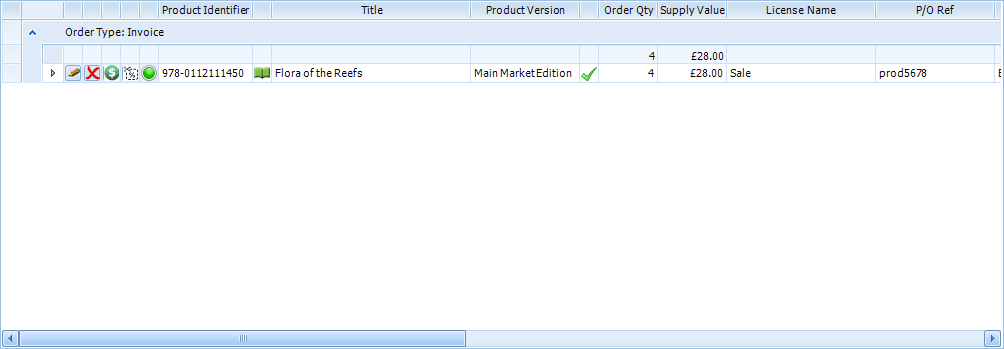 Product Identifier Title Product Version Order Qty Supply Value License Name P/O Ref
Order Type: Invoice
4 £28.00
978-0112111450 Flora of the Reefs Main Market Edition 4 £28.00 Sale prod5678